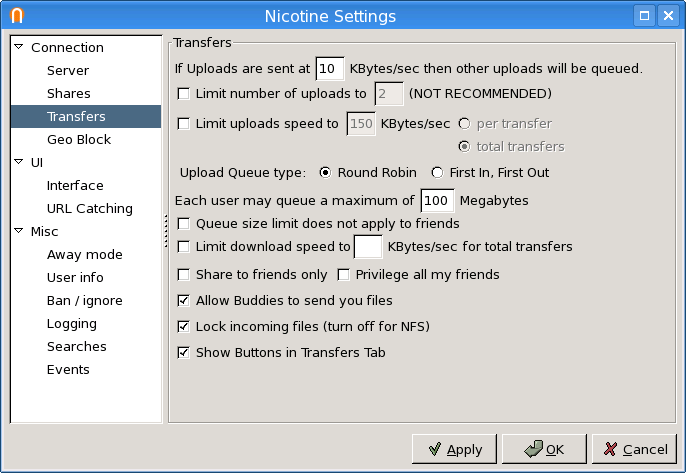 Nicotine Settings
Connection
Server
Shares
Transfers
Geo Block
UI
Interface
URL Catching
Misc
Away mode
User info
Ban / ignore
Logging
Searches
Events
Transfers
If Uploads are sent at 10 KBytes/sec then other uploads will be queued.
Limit number of uploads to 2 (NOT RECOMMENDED)
Limit uploads speed to 150 KBytes/sec per transfer
total transfers
Upload Queue type: Round Robin First In, First Out
Each user may queue a maximum of 100 Megabytes
Queue size limit does not apply to friends
Limit download speed to KBytes/sec for total transfers
Share to friends only Privilege all my friends
Allow Buddies to send you files
Lock incoming files (turn off for NFS)
Show Buttons in Transfers Tab
Apply OK Cancel